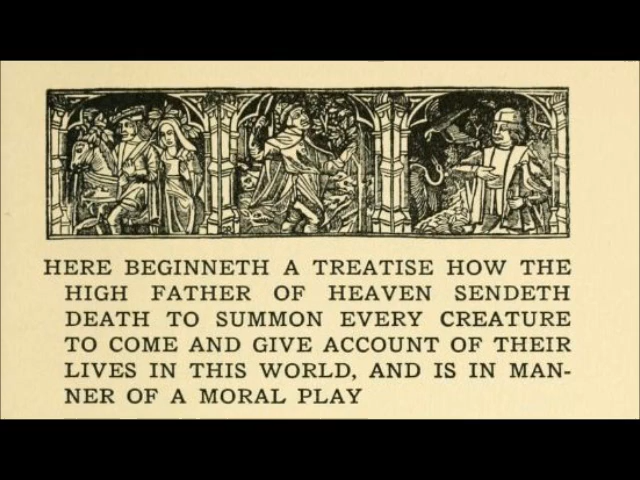 HERE BEGINNETH A TREATISE HOW THE
HIGH FATHER OF HEAVEN SENDETH
DEATH TO SUMMON EVERY CREATURE
TO COME AND GIVE ACCOUNT OF THEIR
LIVES IN THIS WORLD, AND IS IN MAN-
NER OF A MORAL PLAY